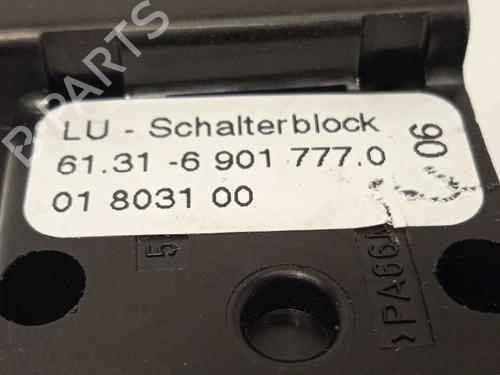 B-PARTS
LU - Schalterblock
61.31 -6 901 777.0
01 8031 00
06
>PA66